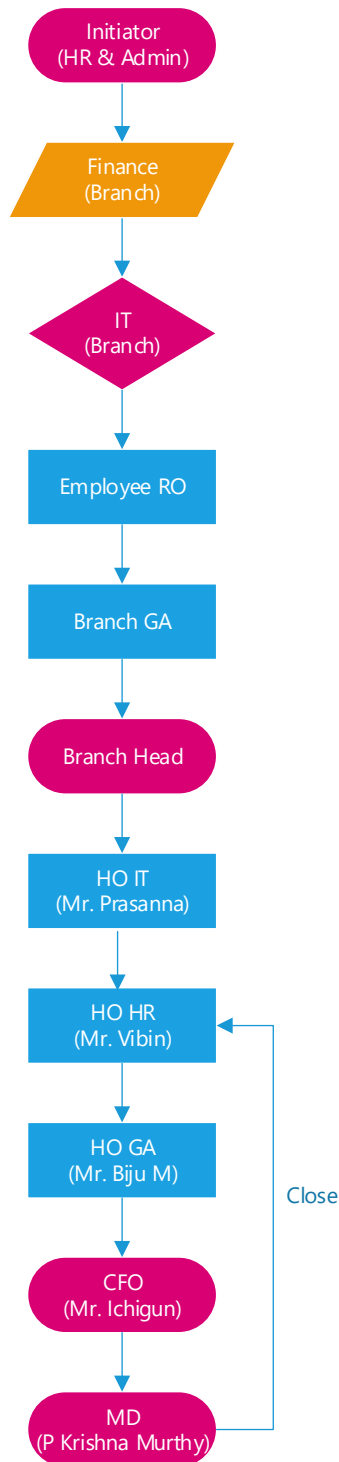 Initiator
(HR & Admin)
Finance
(Branch)
IT
(Branch)
Employee RO
Branch GA
Branch Head
HO IT
(Mr. Prasanna)
HO HR
(Mr. Vibin)
HO GA
(Mr. Biju M)
Close
CFO
(Mr. Ichigun)
MD
(P Krishna Murthy)